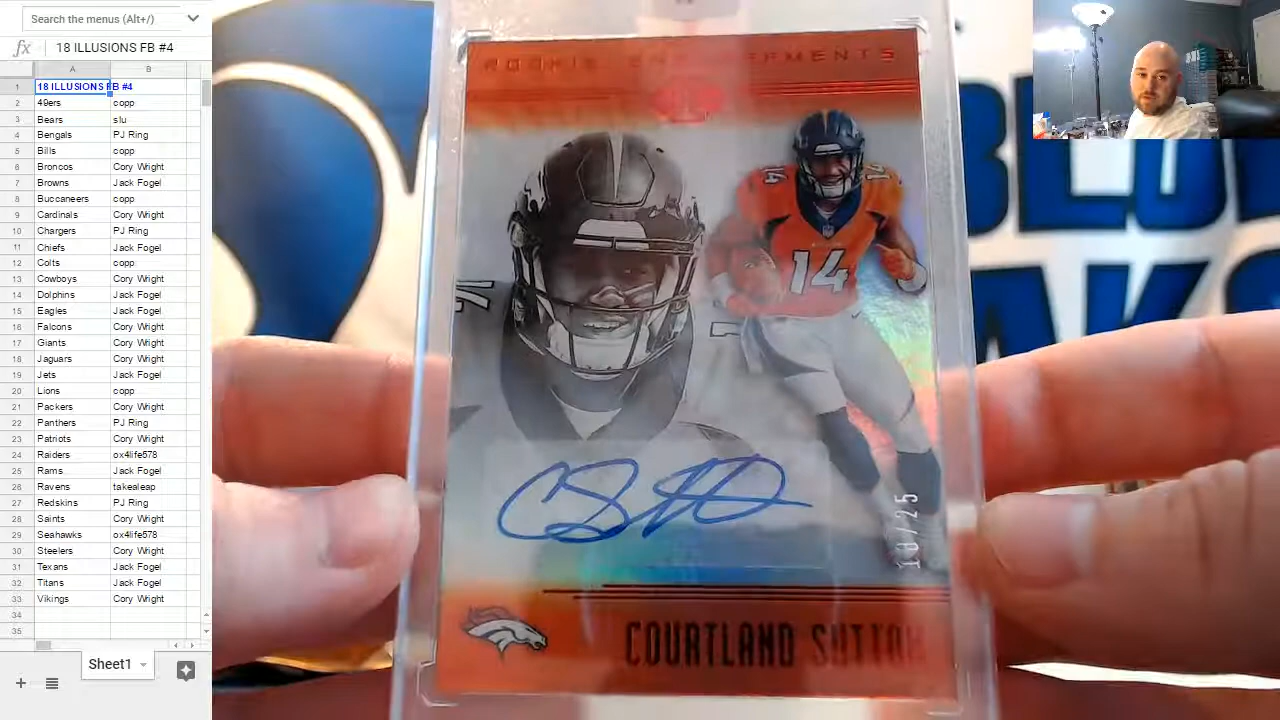 Search the menus (Alt+/)
fx 18 ILLUSIONS FB #4
A B
1 18 ILLUSIONS FB #4
2 49ers copp
3 Bears slu
4 Bengals PJ Ring
5 Bills copp
6 Broncos Cory Wright
7 Browns Jack Fogel
8 Buccaneers copp
9 Cardinals Cory Wright
10 Chargers PJ Ring
11 Chiefs Jack Fogel
12 Colts copp
13 Cowboys Cory Wright
14 Dolphins Jack Fogel
15 Eagles Jack Fogel
16 Falcons Cory Wright
17 Giants Cory Wright
18 Jaguars Cory Wright
19 Jets Jack Fogel
20 Lions copp
21 Packers Cory Wright
22 Panthers PJ Ring
23 Patriots Cory Wright
24 Raiders ox4life578
25 Rams Jack Fogel
26 Ravens takealeap
27 Redskins PJ Ring
28 Saints Cory Wright
29 Seahawks ox4life578
30 Steelers Cory Wright
31 Texans Jack Fogel
32 Titans Jack Fogel
33 Vikings Cory Wright
34
35
Sheet1
ROOKIE
14
14
14
10/25
COURTLAND SUTTON